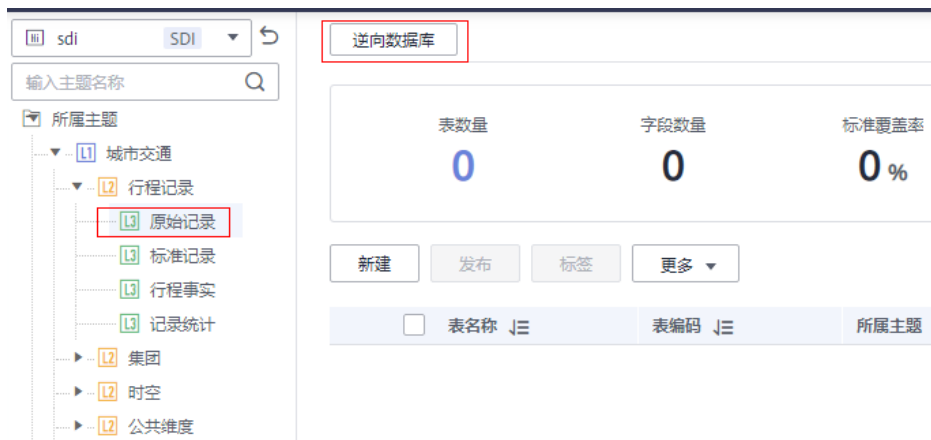 sdi SDI
输入主题名称
所属主题
L1 城市交通
L2 行程记录
L3 原始记录
L3 标准记录
L3 行程事实
L3 记录统计
L2 集团
L2 时空
L2 公共维度
逆向数据库
表数量 字段数量 标准覆盖率
0 0 0 %
新建 发布 标签 更多
表名称 表编码 所属主题